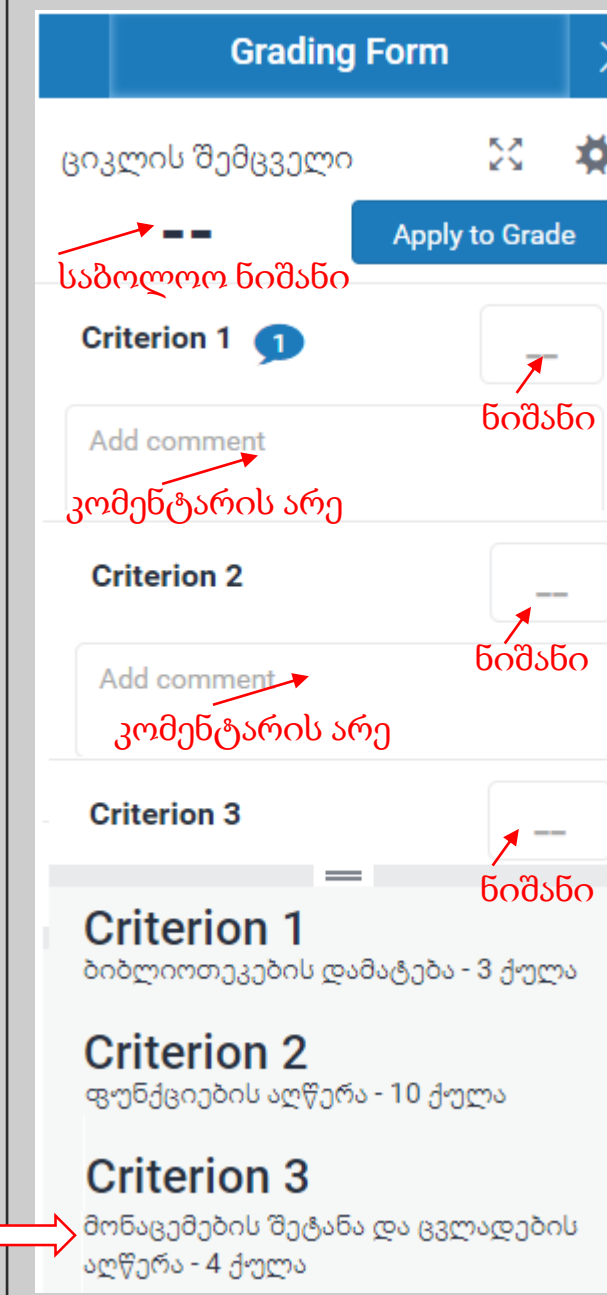 Grading Form
ციკლის შემცველი
--
Apply to Grade
საბოლოო ნიშანი
Criterion 1
1
--
ნიშანი
Add comment
კომენტარის არე
Criterion 2
--
ნიშანი
Add comment
კომენტარის არე
Criterion 3
--
ნიშანი
Criterion 1
ბიბლიოთეკების დამატება - 3 ქულა
Criterion 2
ფუნქციების აღწერა - 10 ქულა
Criterion 3
მონაცემების შეტანა და ცვლადების
აღწერა - 4 ქულა